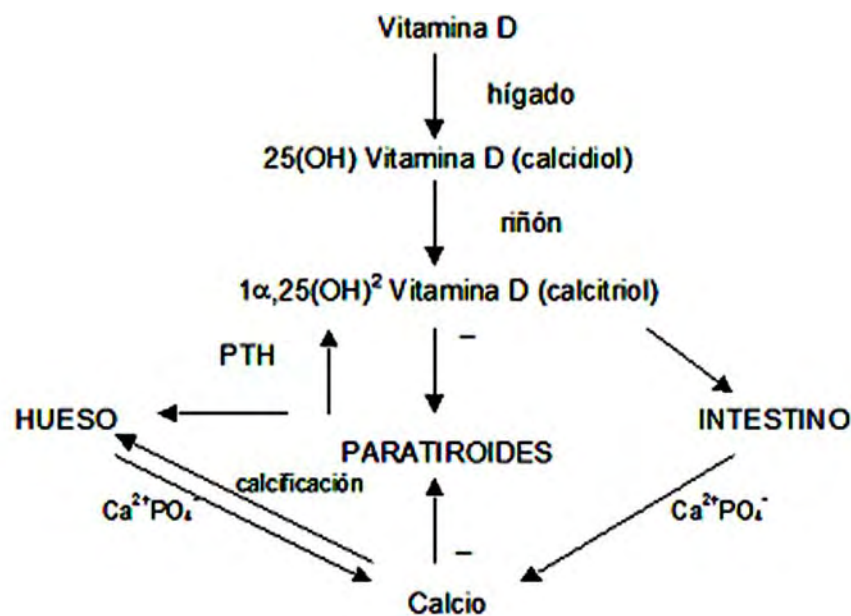 Vitamina D
hígado
25(OH) Vitamina D (calcidiol)
riñón
1α,25(OH)² Vitamina D (calcitriol)
–
PTH
HUESO
INTESTINO
PARATIROIDES
calcificación
Ca²⁺PO₄⁻
Ca²⁺PO₄⁻
–
Calcio